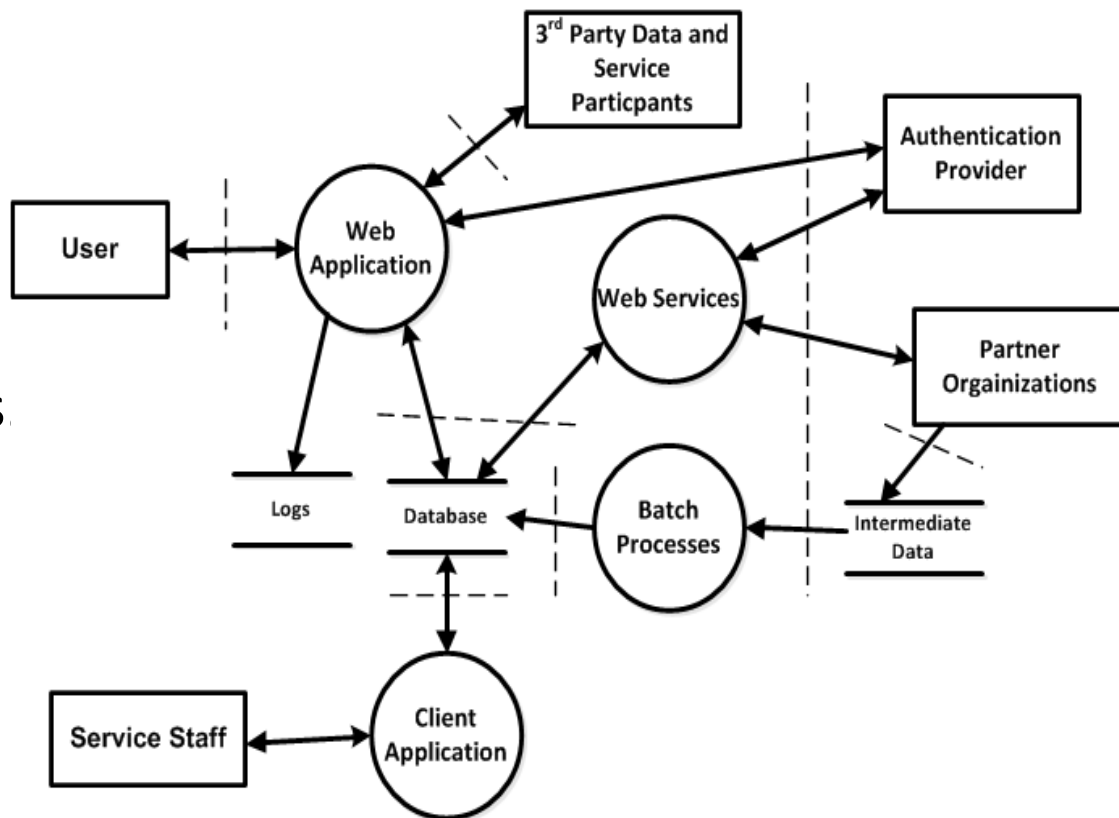 3rd Party Data and
Service
Particpants
Authentication
Provider
User
Web
Application
Web Services
Partner
Orgainizations
s.
Logs
Database
Batch
Processes
Intermediate
Data
Service Staff
Client
Application